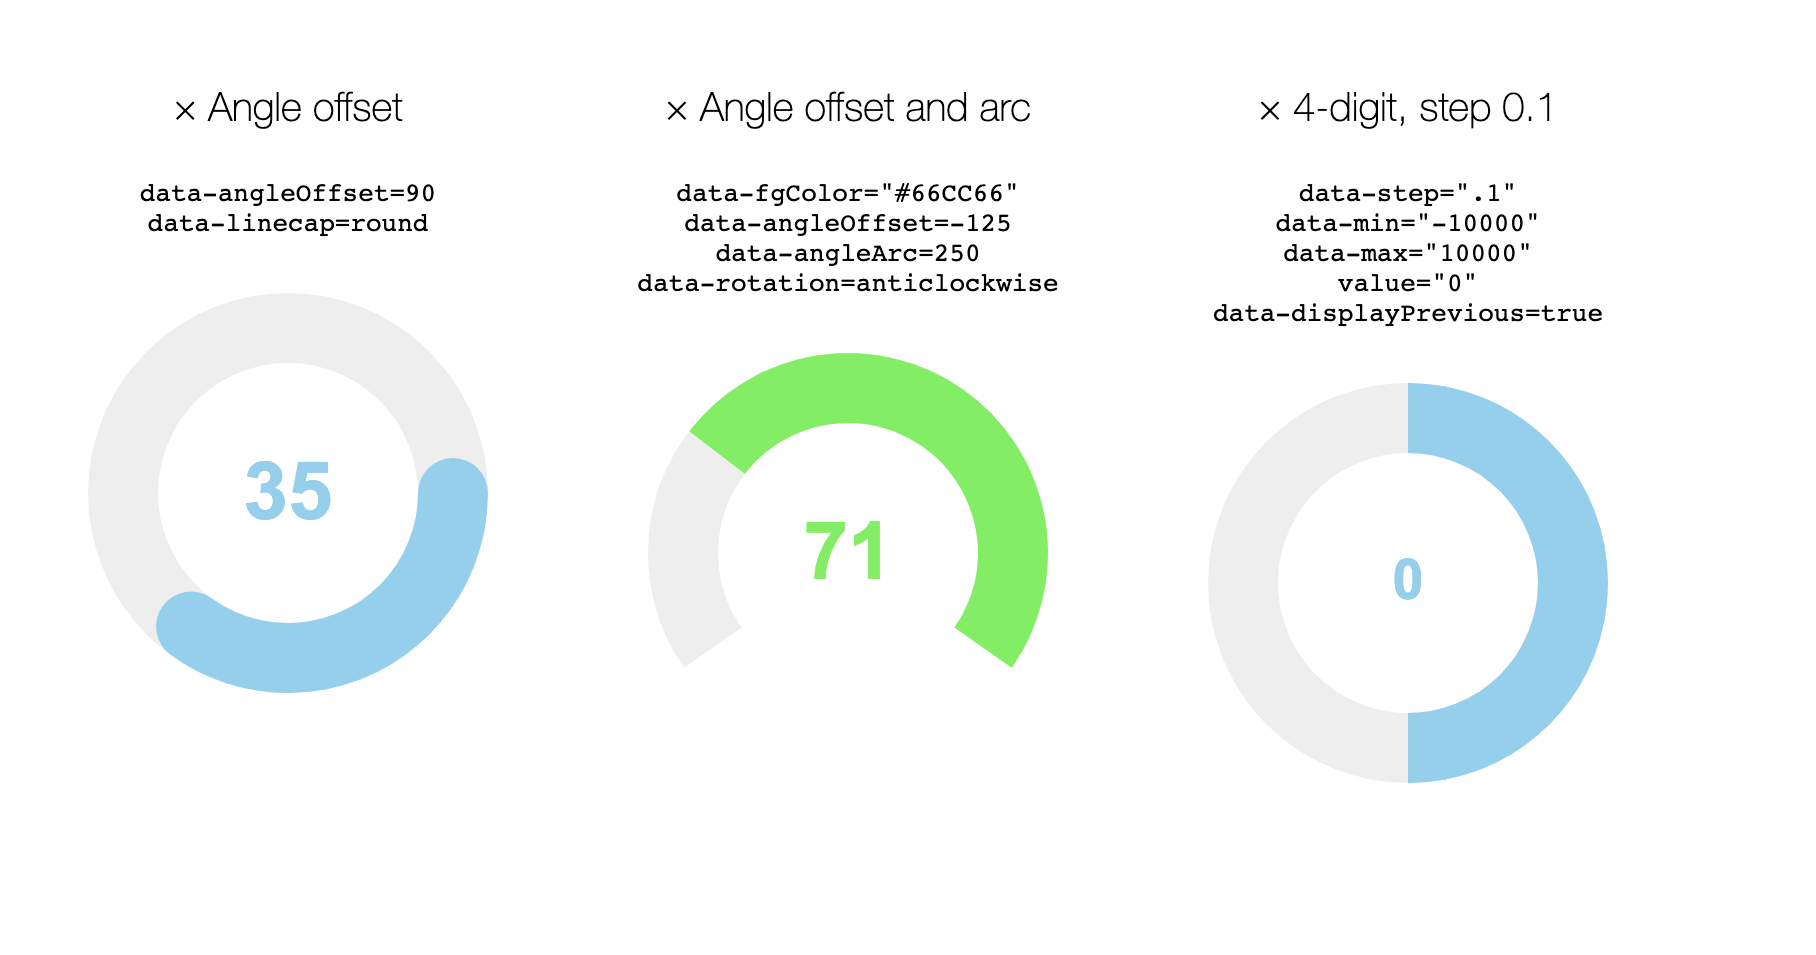 × Angle offset
data-angleOffset=90
data-linecap=round
35
× Angle offset and arc
data-fgColor="#66CC66"
data-angleOffset=-125
data-angleArc=250
data-rotation=anticlockwise
71
× 4-digit, step 0.1
data-step=".1"
data-min="-10000"
data-max="10000"
value="0"
data-displayPrevious=true
0